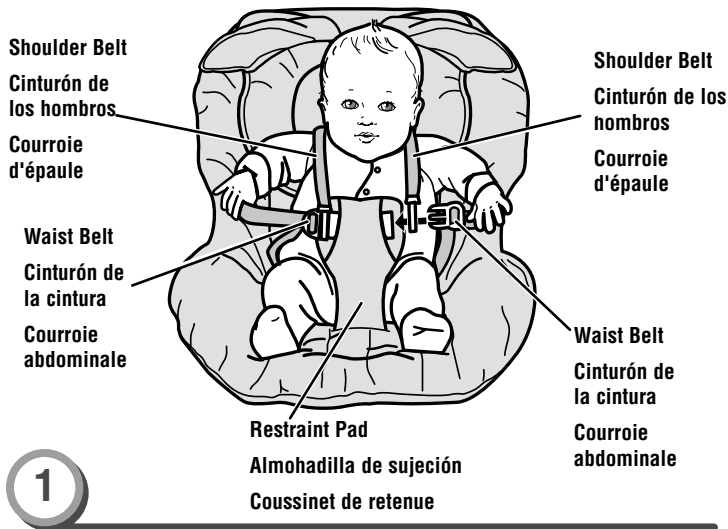 Shoulder Belt
Cinturón de
los hombros
Courroie
d'épaule
Shoulder Belt
Cinturón de los
hombros
Courroie
d'épaule
Waist Belt
Cinturón de
la cintura
Courroie
abdominale
Waist Belt
Cinturón de
la cintura
Courroie
abdominale
Restraint Pad
Almohadilla de sujeción
Coussinet de retenue
1